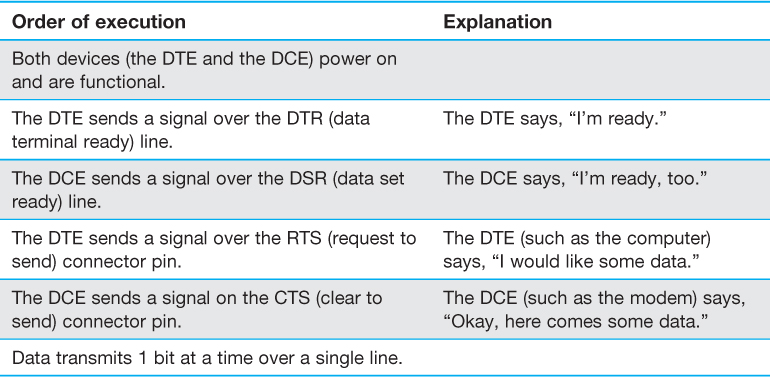 Order of execution Explanation
Both devices (the DTE and the DCE) power on
and are functional.
The DTE sends a signal over the DTR (data The DTE says, “I’m ready.”
terminal ready) line.
The DCE sends a signal over the DSR (data set The DCE says, “I’m ready, too.”
ready) line.
The DTE sends a signal over the RTS (request to The DTE (such as the computer)
send) connector pin. says, “I would like some data.”
The DCE sends a signal on the CTS (clear to The DCE (such as the modem) says,
send) connector pin. “Okay, here comes some data.”
Data transmits 1 bit at a time over a single line.